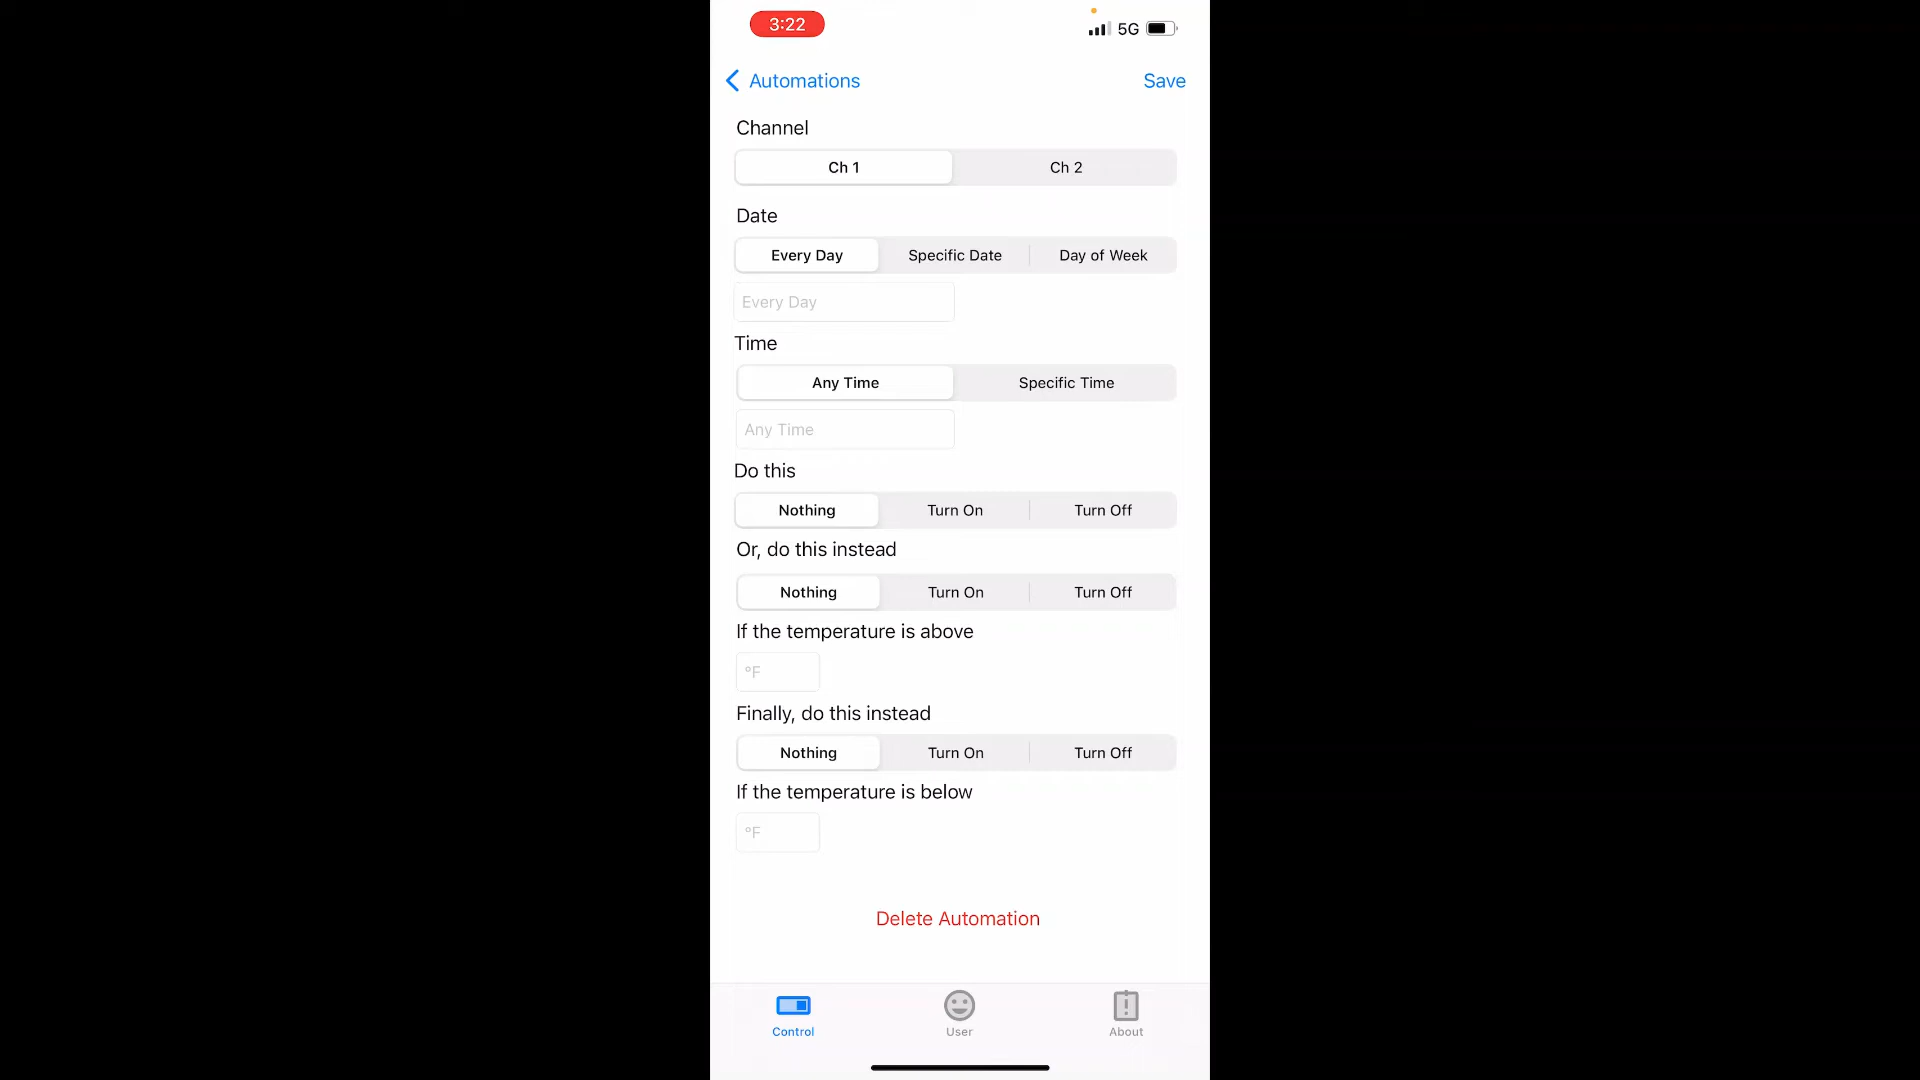 3:22
5G
Automations
Save
Channel
Ch 1
Ch 2
Date
Every Day
Specific Date
Day of Week
Every Day
Time
Any Time
Specific Time
Any Time
Do this
Nothing
Turn On
Turn Off
Or, do this instead
Nothing
Turn On
Turn Off
If the temperature is above
°F
Finally, do this instead
Nothing
Turn On
Turn Off
If the temperature is below
°F
Delete Automation
Control
User
About